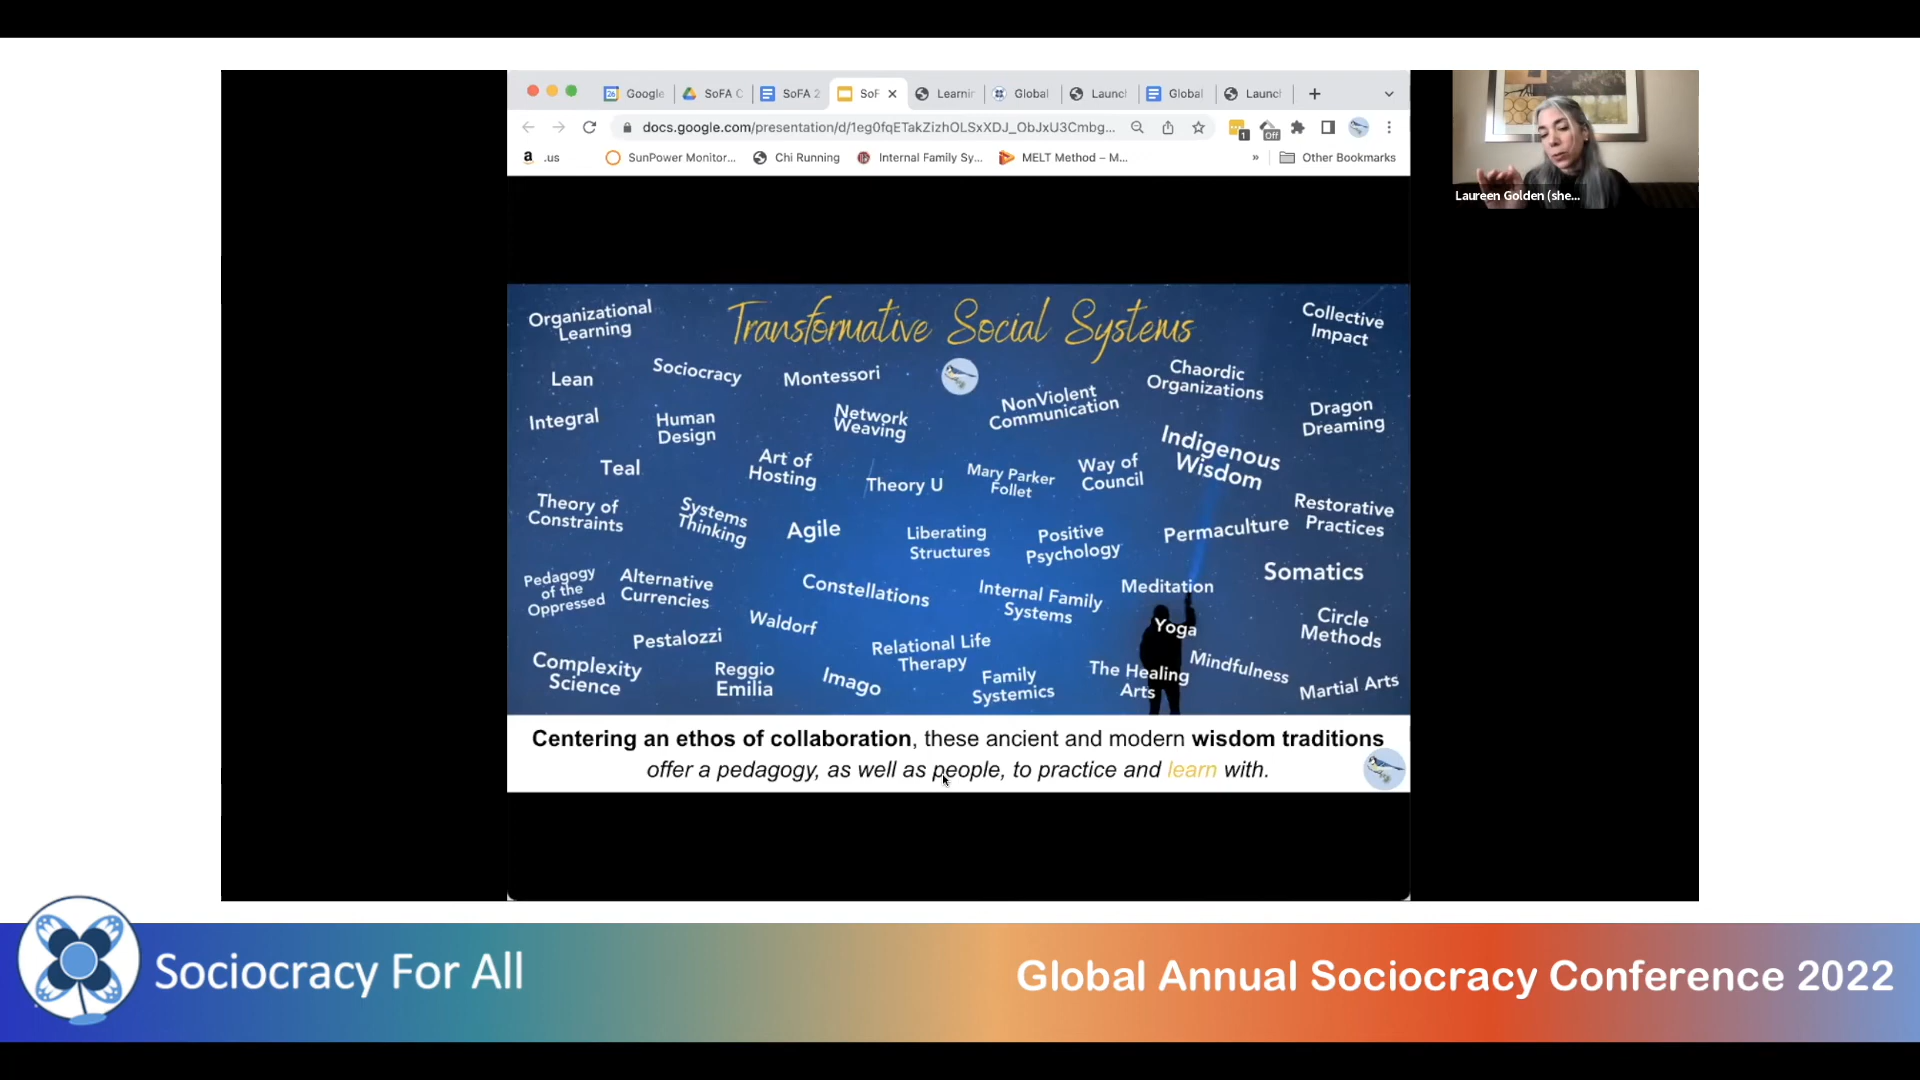 Google
SoFA C
SoFA 2
SoF
Learnin
Global
Launch
Global
Launch
docs.google.com/presentation/d/1eg0fqETakZizhOLSxXDJ_ObJxU3Cmbg...
1
Off
.us
SunPower Monitor...
Chi Running
Internal Family Sy...
MELT Method – M...
»
Other Bookmarks
Laureen Golden (she...
Transformative Social Systems
Organizational
Learning
Collective
Impact
Lean
Sociocracy
Montessori
Chaordic
Organizations
Integral
Human
Design
Network
Weaving
NonViolent
Communication
Dragon
Dreaming
Teal
Art of
Hosting
Theory U
Mary Parker
Follet
Way of
Council
Indigenous
Wisdom
Theory of
Constraints
Systems
Thinking
Agile
Liberating
Structures
Positive
Psychology
Permaculture
Restorative
Practices
Pedagogy
of the
Oppressed
Alternative
Currencies
Constellations
Internal Family
Systems
Meditation
Somatics
Pestalozzi
Waldorf
Relational Life
Therapy
Yoga
Circle
Methods
Complexity
Science
Reggio
Emilia
Imago
Family
Systemics
The Healing
Arts
Mindfulness
Martial Arts
Centering an ethos of collaboration, these ancient and modern wisdom traditions
offer a pedagogy, as well as people, to practice and learn with.
Sociocracy For All
Global Annual Sociocracy Conference 2022